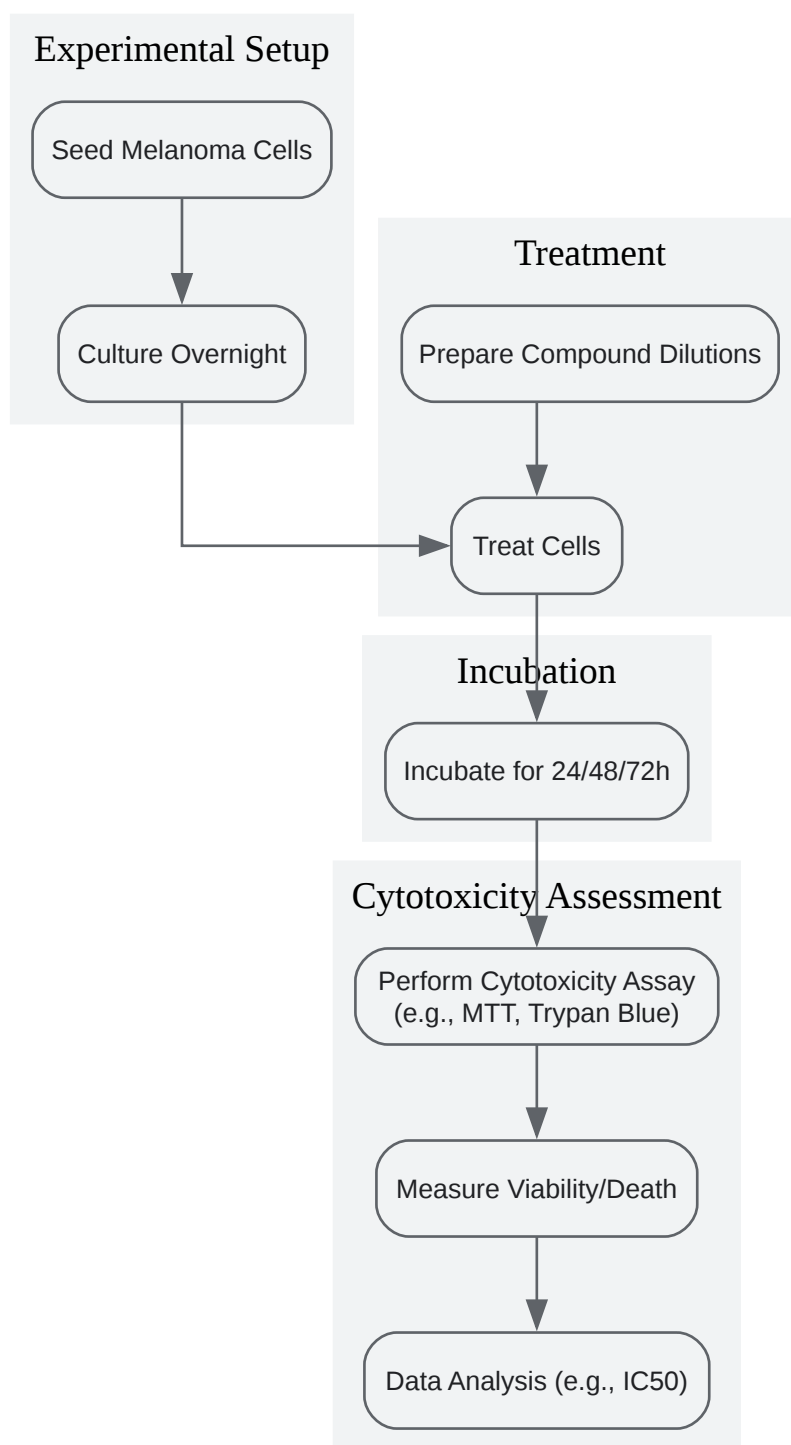 Experimental Setup
Seed Melanoma Cells
Culture Overnight
Treatment
Prepare Compound Dilutions
Treat Cells
Incubation
Incubate for 24/48/72h
Cytotoxicity Assessment
Perform Cytotoxicity Assay
(e.g., MTT, Trypan Blue)
Measure Viability/Death
Data Analysis (e.g., IC50)